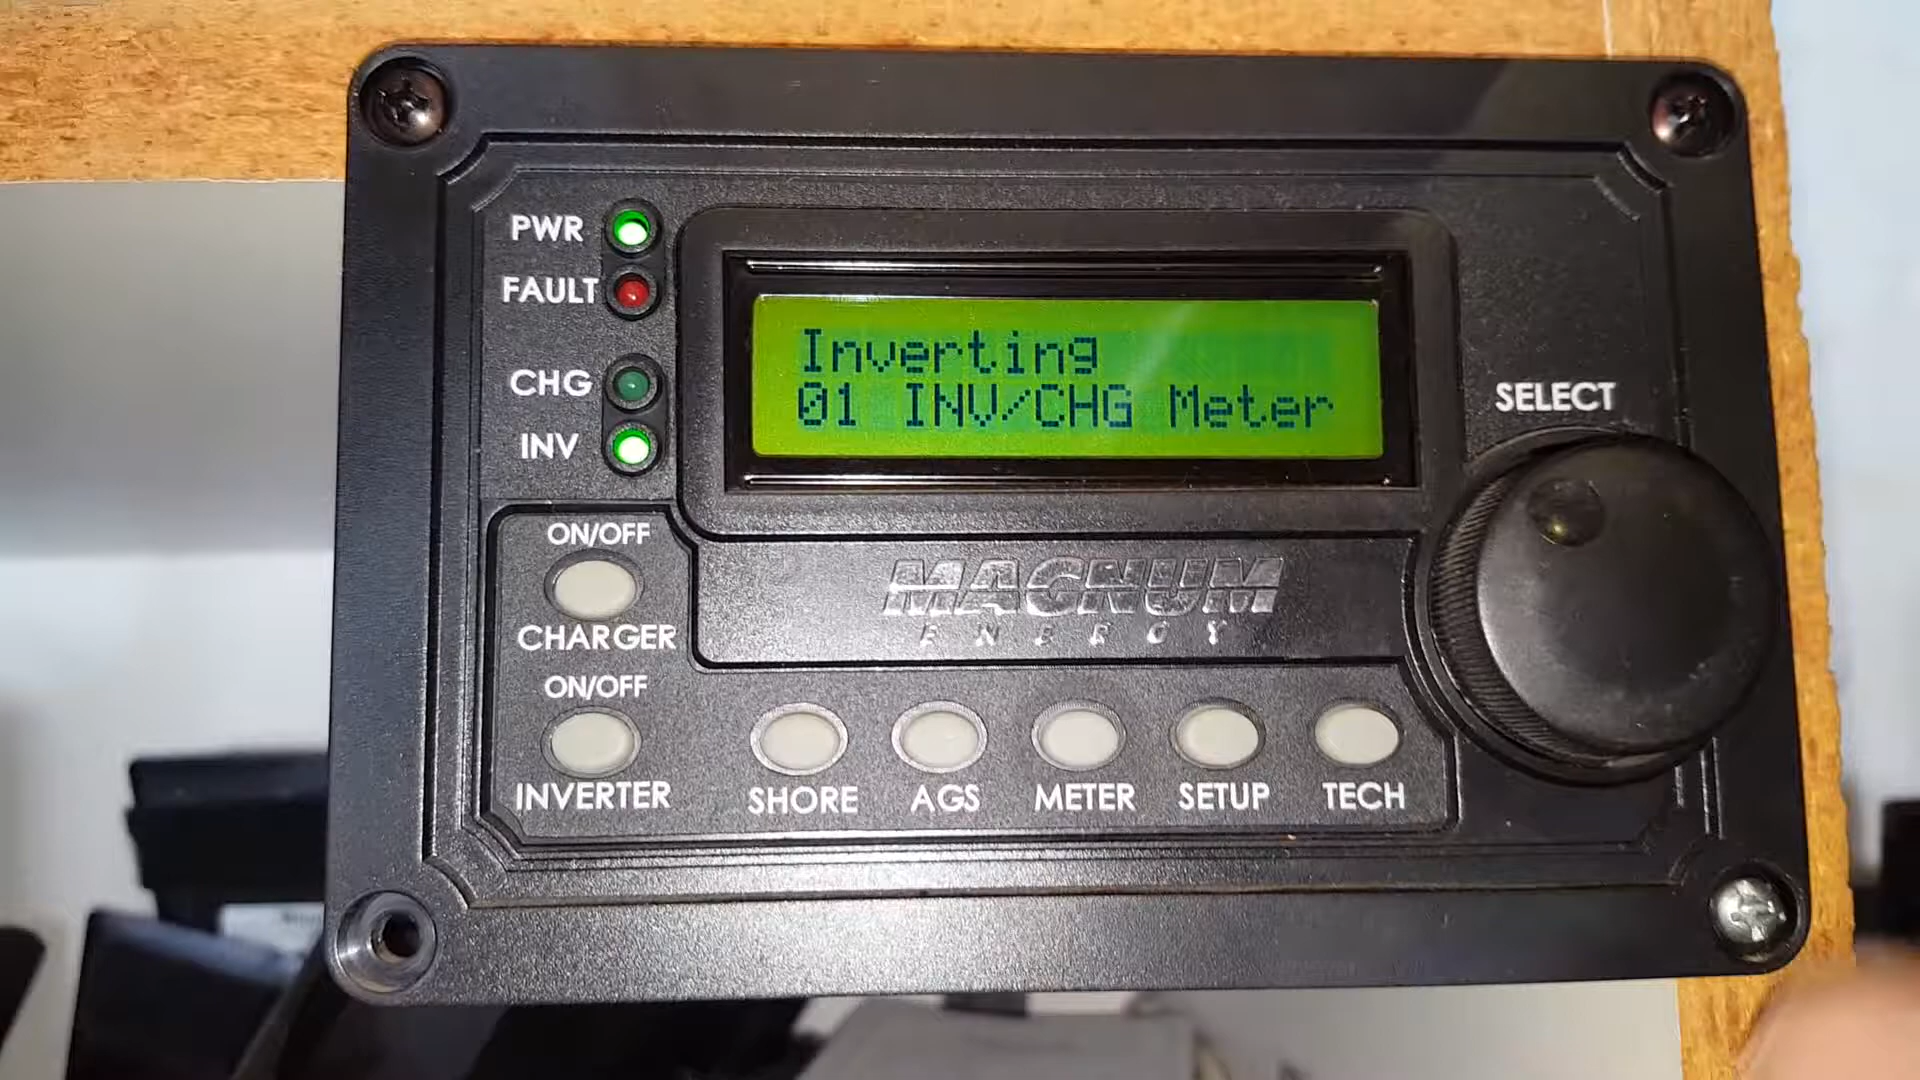 PWR
FAULT
CHG
INV
Inverting
01 INV/CHG Meter
SELECT
ON/OFF
CHARGER
MAGNUM
ENERGY
ON/OFF
INVERTER
SHORE
AGS
METER
SETUP
TECH